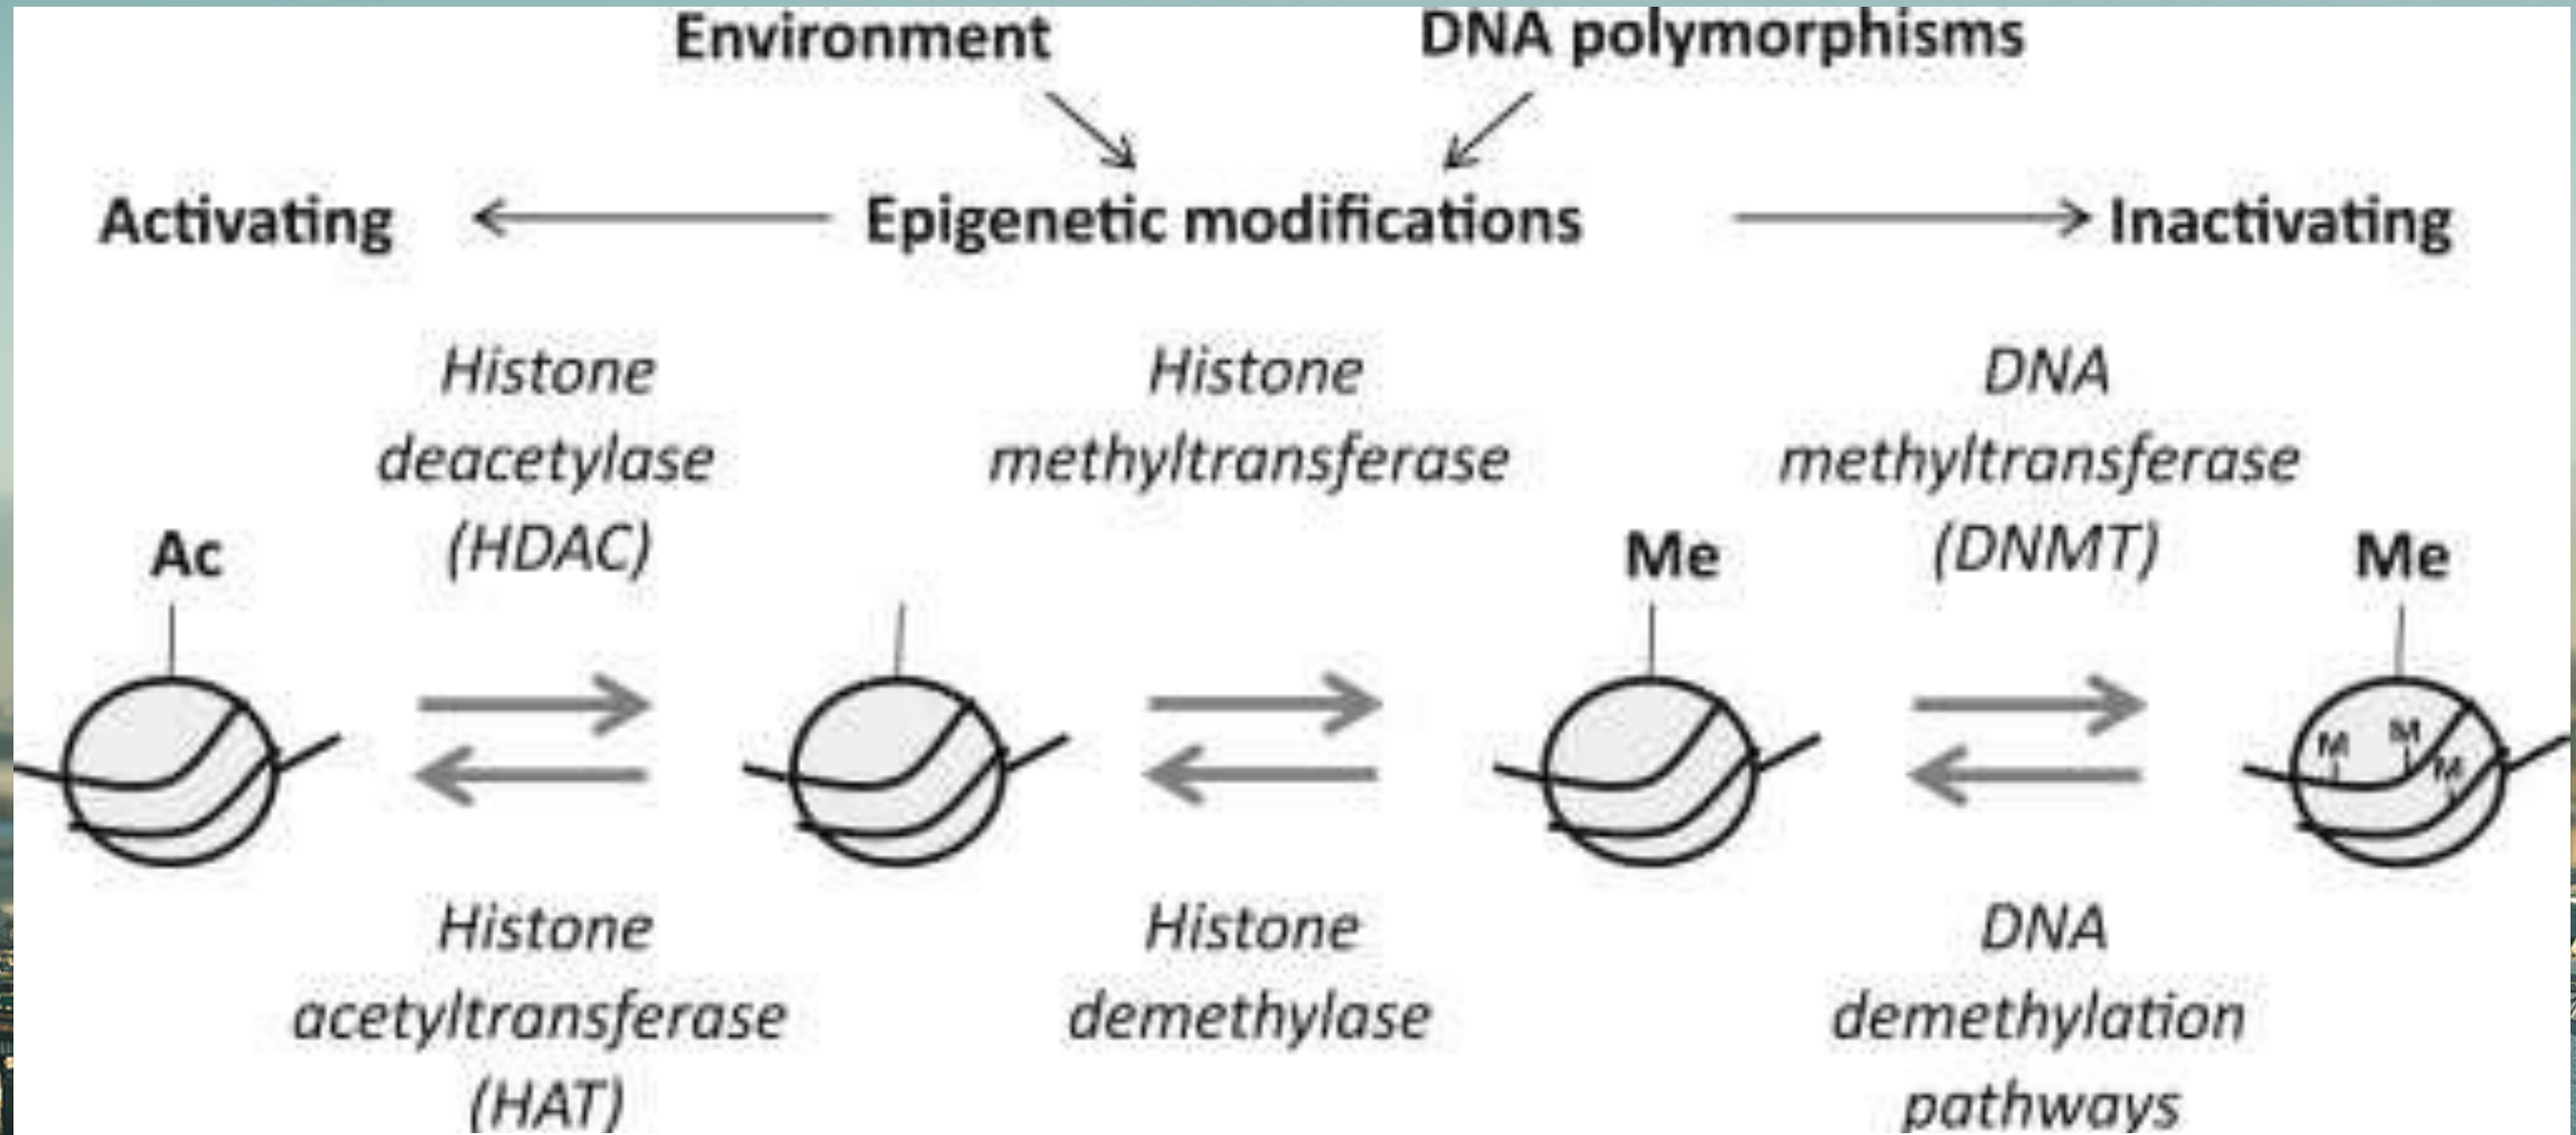 Environment
DNA polymorphisms
Activating
Epigenetic modifications
Inactivating
Histone
deacetylase
(HDAC)
Histone
methyltransferase
DNA
methyltransferase
(DNMT)
Ac
Me
Me
M
M
M
Histone
acetyltransferase
(HAT)
Histone
demethylase
DNA
demethylation
pathways